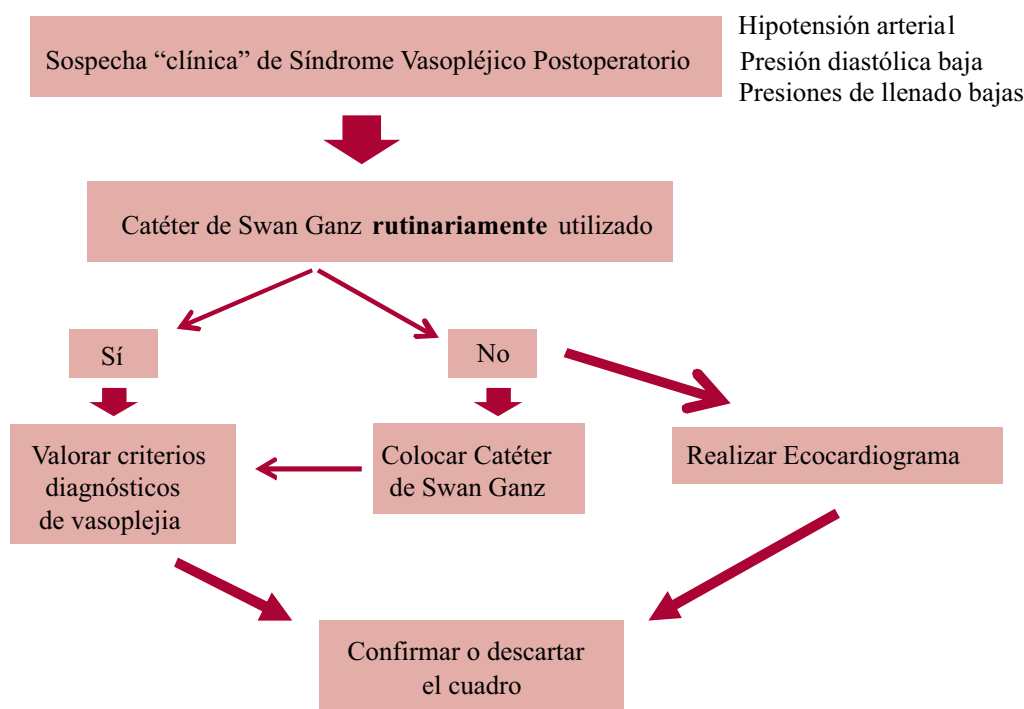 Sospecha “clínica” de Síndrome Vasopléjico Postoperatorio
Hipotensión arterial
Presión diastólica baja
Presiones de llenado bajas
Catéter de Swan Ganz rutinariamente utilizado
Sí
No
Valorar criterios
diagnósticos
de vasoplejia
Colocar Catéter
de Swan Ganz
Realizar Ecocardiograma
Confirmar o descartar
el cuadro